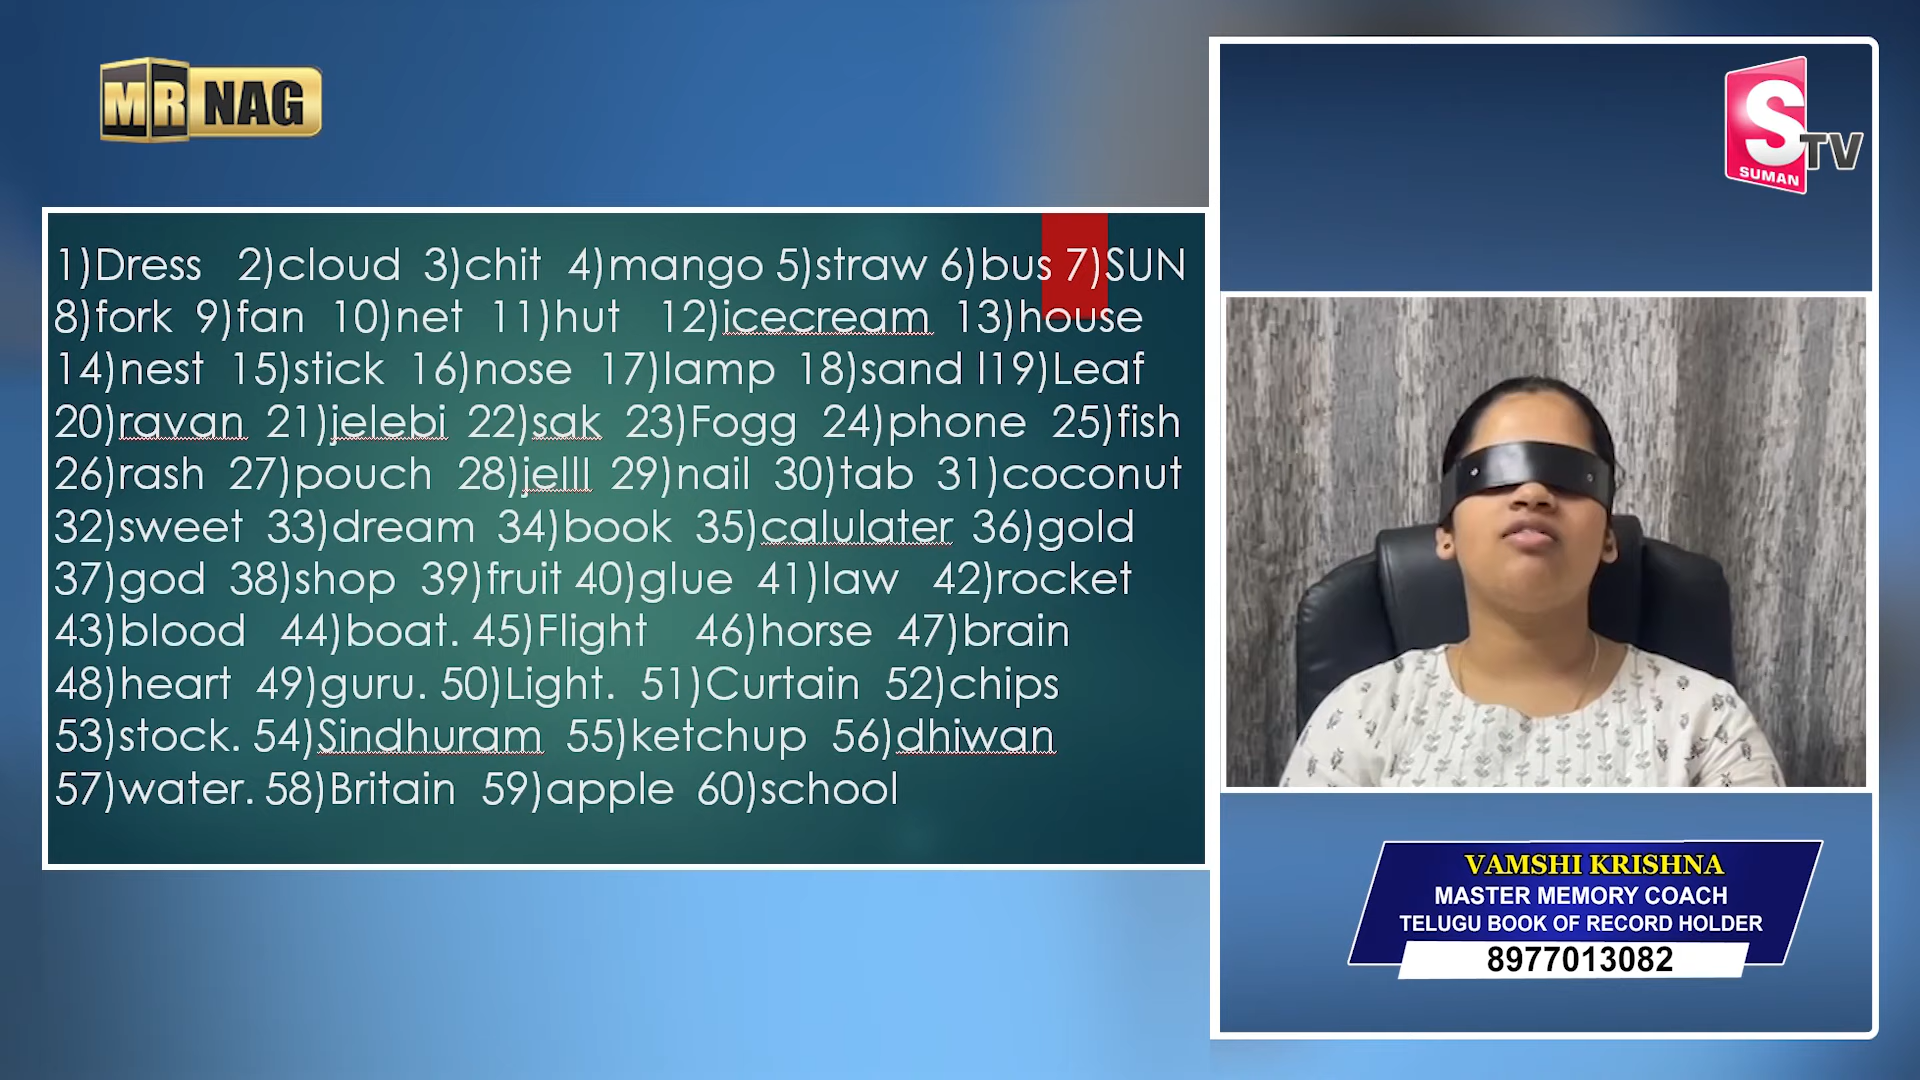 MR NAG
1)Dress 2)cloud 3)chit 4)mango 5)straw 6)bus 7)SUN
8)fork 9)fan 10)net 11)hut 12)icecream 13)house
14)nest 15)stick 16)nose 17)lamp 18)sand l19)Leaf
20)ravan 21)jelebi 22)sak 23)Fogg 24)phone 25)fish
26)rash 27)pouch 28)jelll 29)nail 30)tab 31)coconut
32)sweet 33)dream 34)book 35)calulater 36)gold
37)god 38)shop 39)fruit 40)glue 41)law 42)rocket
43)blood 44)boat. 45)Flight 46)horse 47)brain
48)heart 49)guru. 50)Light. 51)Curtain 52)chips
53)stock. 54)Sindhuram 55)ketchup 56)dhiwan
57)water. 58)Britain 59)apple 60)school
S TV
SUMAN
VAMSHI KRISHNA
MASTER MEMORY COACH
TELUGU BOOK OF RECORD HOLDER
8977013082